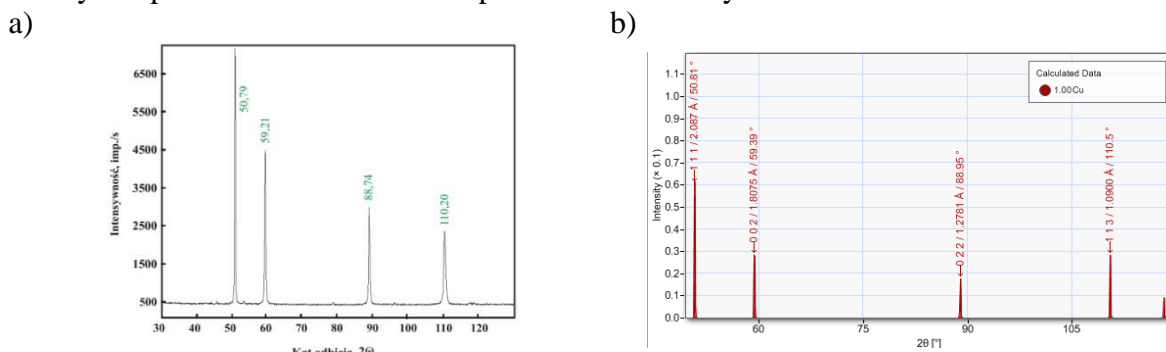 a)
b)
6500
5500
4500
3500
2500
1500
500
30 40 50 60 70 80 90 100 110 120
Intensywność, imp./s
50,79
59,21
88,74
110,20
1.1
1.0
0.9
0.8
0.7
0.6
0.5
0.4
0.3
0.2
0.1
0.0
60 75 90 105
Intensity (× 0.1)
2θ [°]
1 1 1 / 2.087 Å / 50.81 °
0 0 2 / 1.8075 Å / 59.39 °
0 2 2 / 1.2781 Å / 88.95 °
1 1 3 / 1.0900 Å / 110.5 °
Calculated Data
1.00Cu